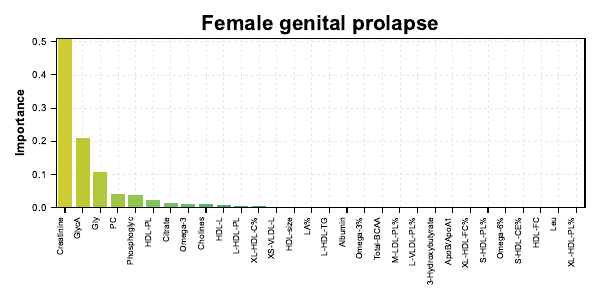 Female genital prolapse
Importance
0.5
0.4
0.3
0.2
0.1
0.0
Creatinine
GlycA
Gly
PC
Phosphoglyc
HDL-PL
Citrate
Omega-3
Cholines
HDL-L
L-HDL-PL
XL-HDL-C%
XS-VLDL-L
HDL-size
LA%
L-HDL-TG
Albumin
Omega-3%
Total-BCAA
M-LDL-PL%
L-VLDL-PL%
3-Hydroxybutyrate
ApoB/ApoA1
XL-HDL-FC%
S-HDL-PL%
Omega-6%
S-HDL-CE%
HDL-FC
Leu
XL-HDL-PL%